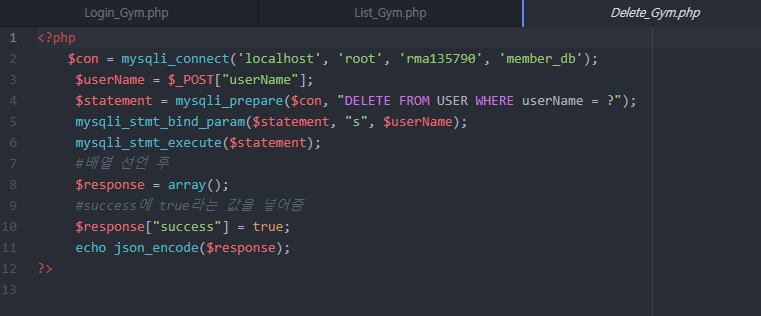 Login_Gym.php List_Gym.php Delete_Gym.php
1 <?php
2 $con = mysqli_connect('localhost', 'root', 'rma135790', 'member_db');
3 $userName = $_POST["userName"];
4 $statement = mysqli_prepare($con, "DELETE FROM USER WHERE userName = ?");
5 mysqli_stmt_bind_param($statement, "s", $userName);
6 mysqli_stmt_execute($statement);
7 #배열 선언 후
8 $response = array();
9 #success에 true라는 값을 넣어줌
10 $response["success"] = true;
11 echo json_encode($response);
12 ?>
13